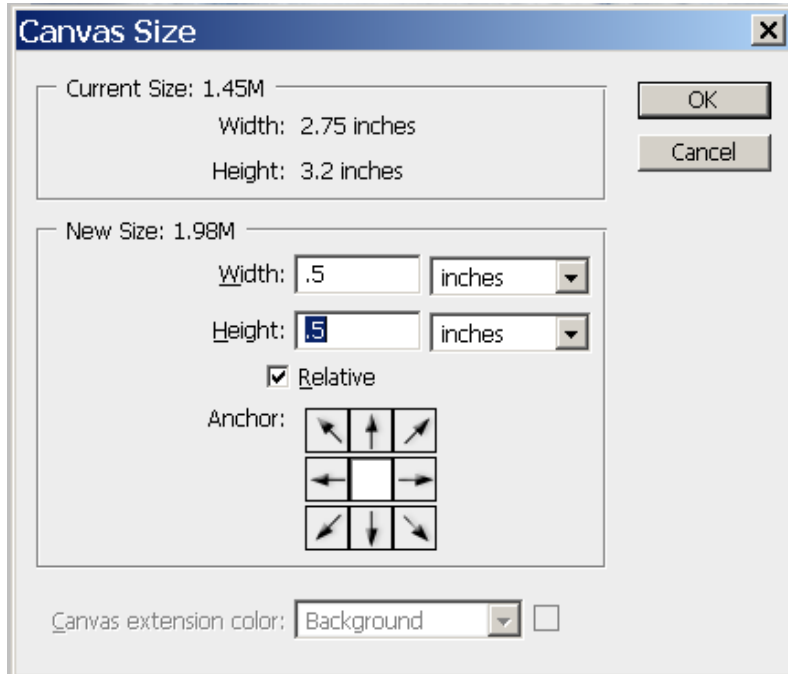 Canvas Size
Current Size: 1.45M
Width: 2.75 inches
Height: 3.2 inches
OK
Cancel
New Size: 1.98M
Width: .5 inches
Height: .5 inches
Relative
Anchor:
Canvas extension color: Background